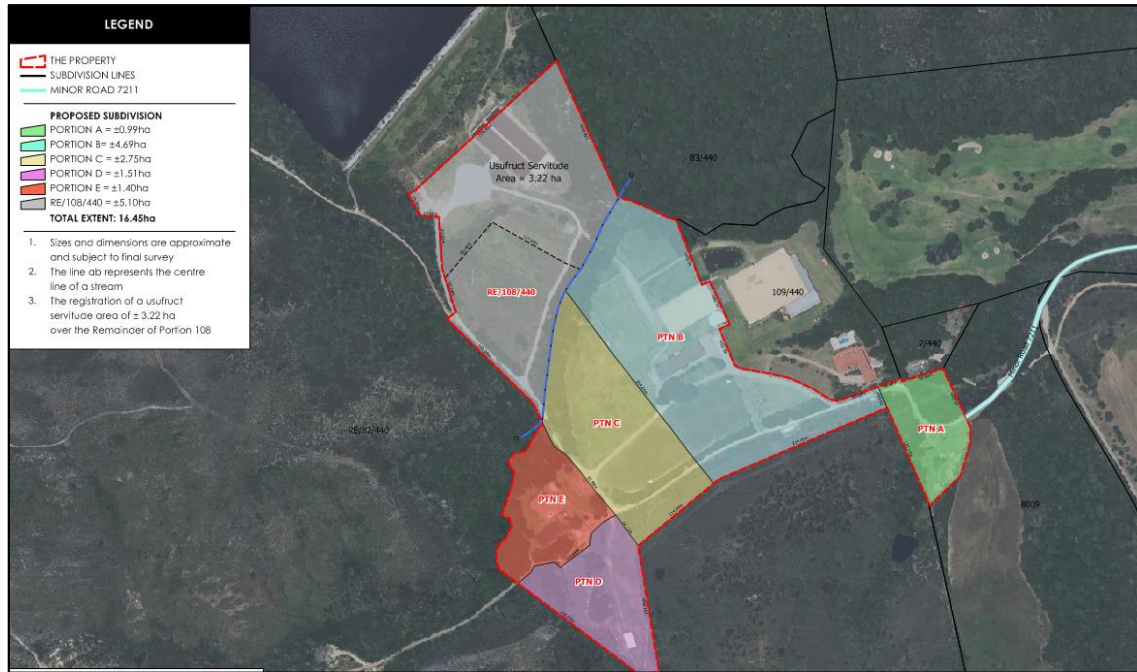 LEGEND
THE PROPERTY
SUBDIVISION LINES
MINOR ROAD 7211
PROPOSED SUBDIVISION
PORTION A = ±0.99ha
PORTION B= ±4.69ha
PORTION C = ±2.75ha
PORTION D = ±1.51ha
PORTION E = ±1.40ha
RE/108/440 = ±5.10ha
TOTAL EXTENT: 16.45ha
1. Sizes and dimensions are approximate
and subject to final survey
2. The line ab represents the centre
line of a stream
3. The registration of a usufruct
servitude area of ± 3.22 ha
over the Remainder of Portion 108
Usufruct Servitude
Area = 3.22 ha
83/440
RE/108/440
109/440
PTN B
2/440
Minor Road 7211
PTN C
PTN A
RE/82/440
PTN E
8009
PTN D